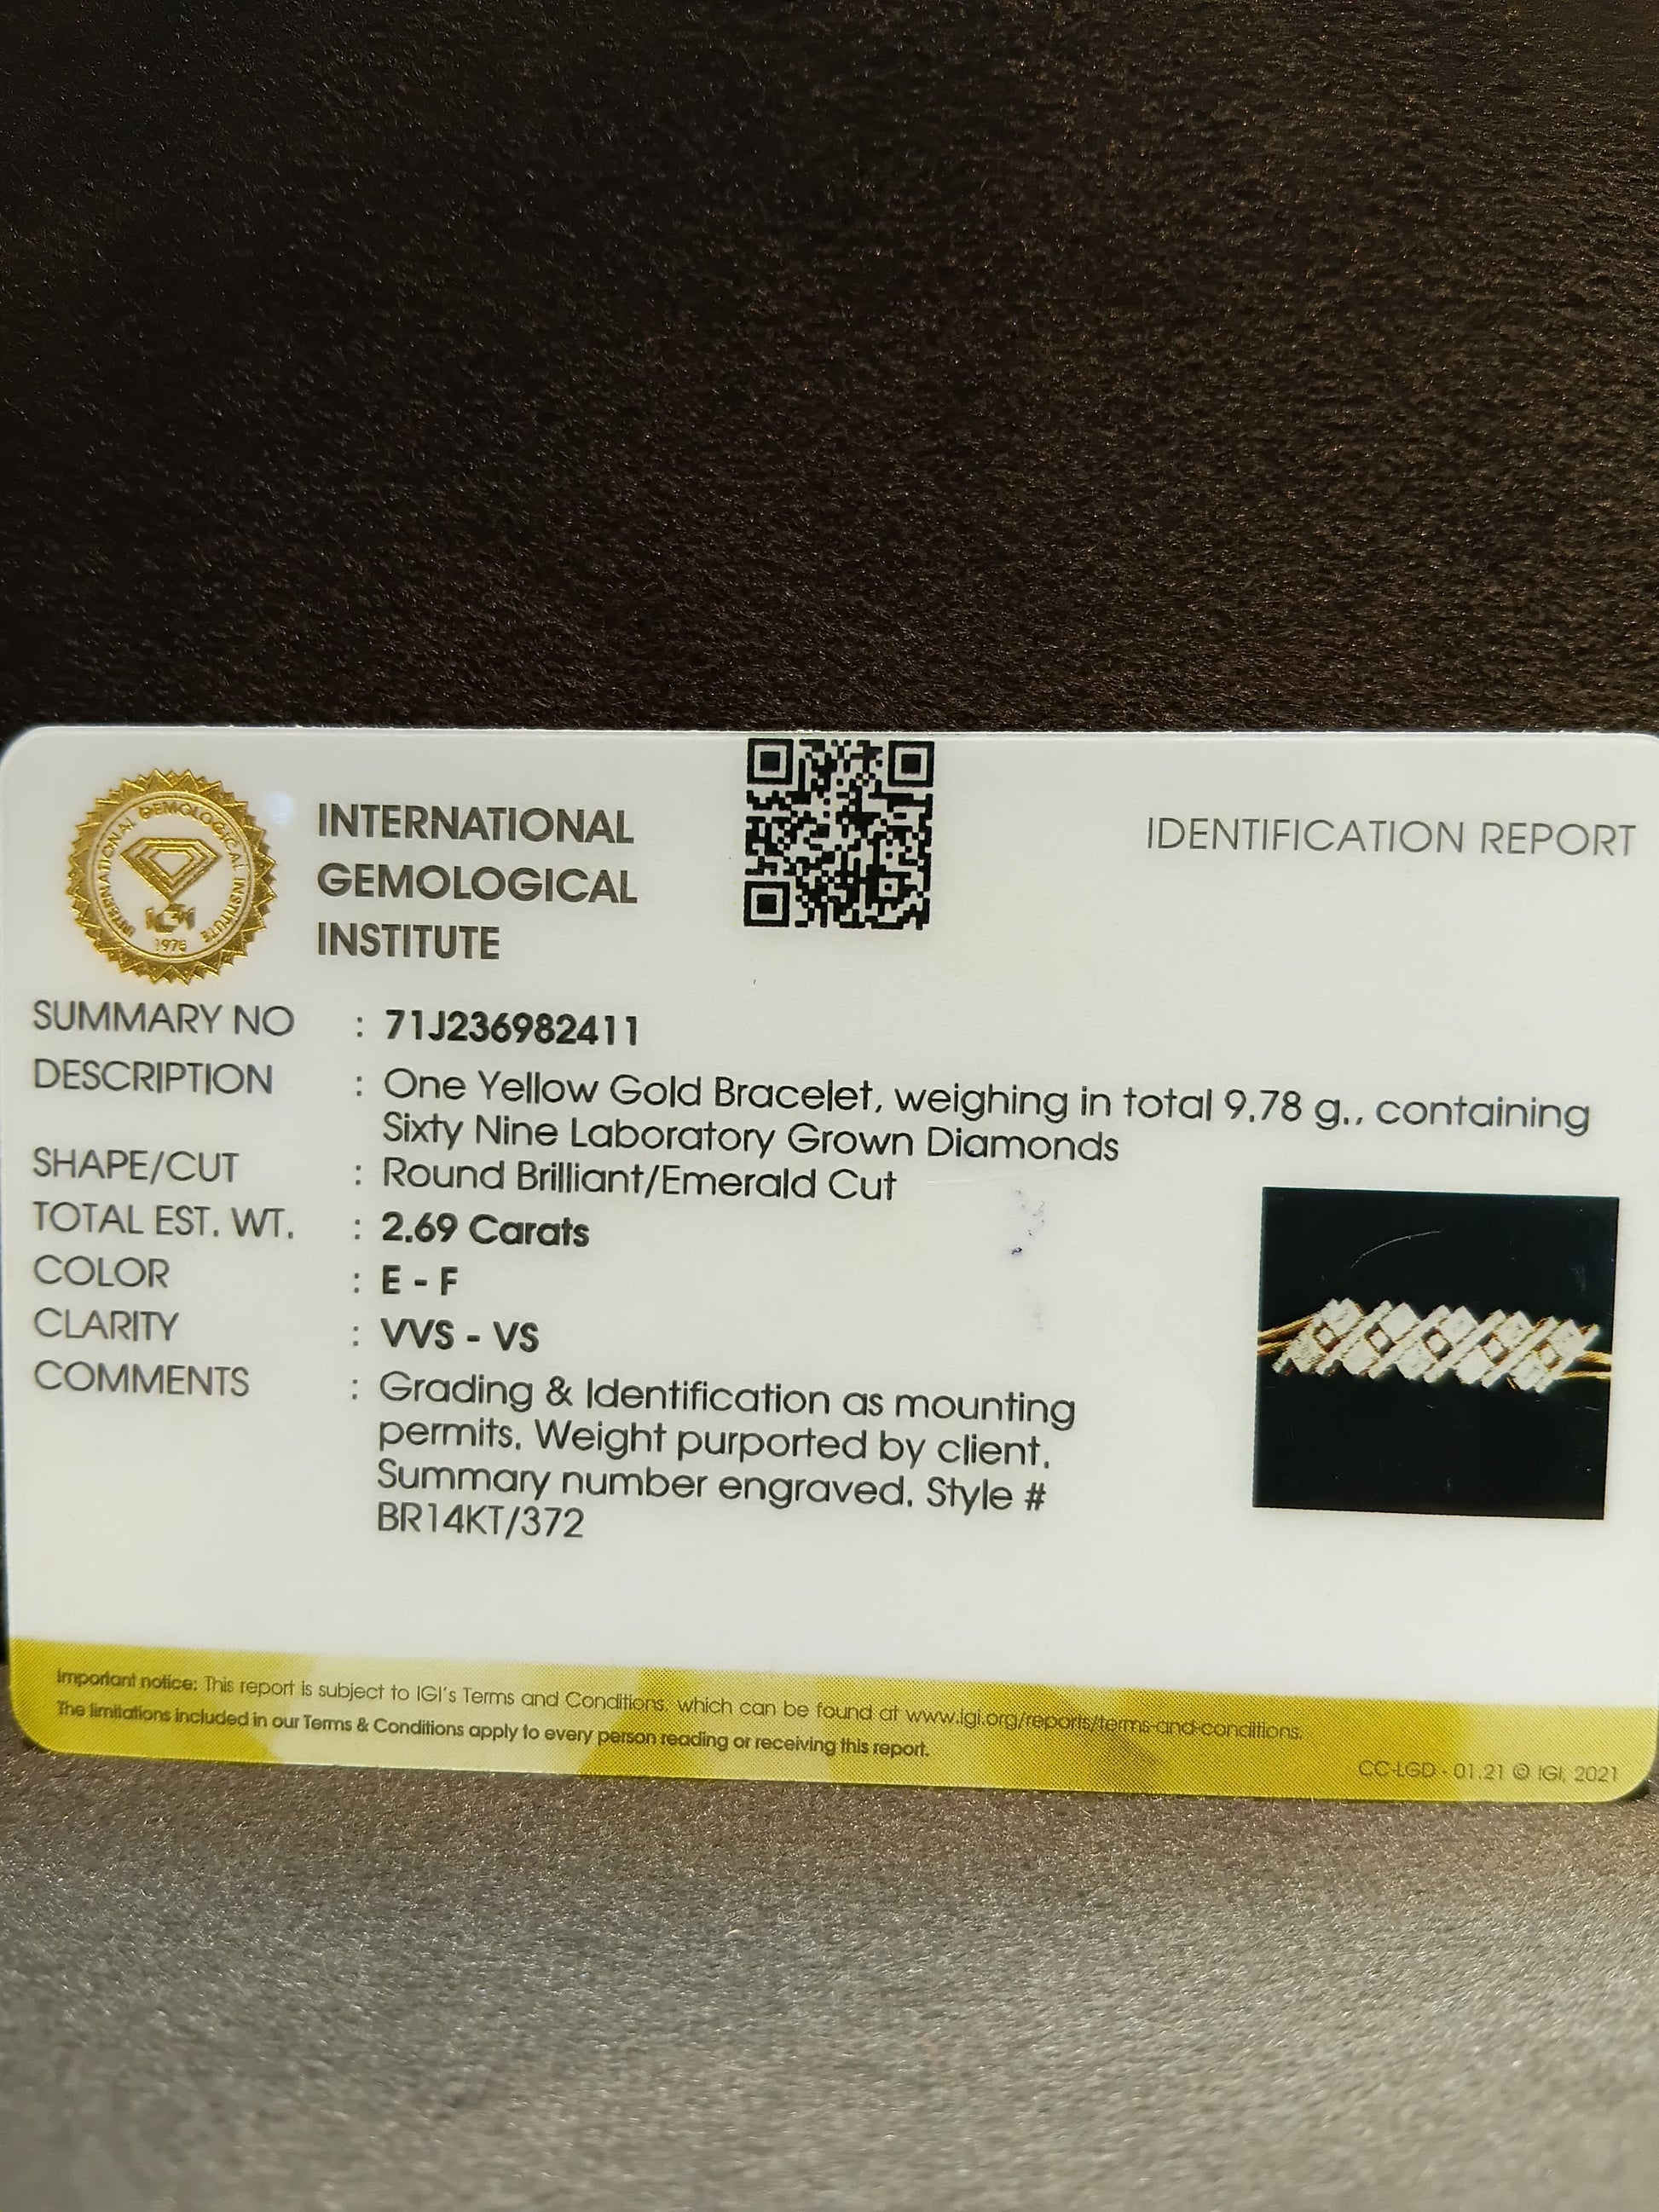 INTERNATIONAL GEMOLOGICAL INSTITUTE
IGI
1975
INTERNATIONAL
GEMOLOGICAL
INSTITUTE
IDENTIFICATION REPORT
SUMMARY NO : 71J236982411
DESCRIPTION : One Yellow Gold Bracelet, weighing in total 9.78 g., containing
Sixty Nine Laboratory Grown Diamonds
SHAPE/CUT : Round Brilliant/Emerald Cut
TOTAL EST. WT. : 2.69 Carats
COLOR : E - F
CLARITY : VVS - VS
COMMENTS : Grading & Identification as mounting
permits. Weight purported by client.
Summary number engraved. Style #
BR14KT/372
Important notice: This report is subject to IGI's Terms and Conditions, which can be found at www.igi.org/reports/terms-and-conditions.
The limitations included in our Terms & Conditions apply to every person reading or receiving this report.
CC-LGD - 01.21 © IGI, 2021